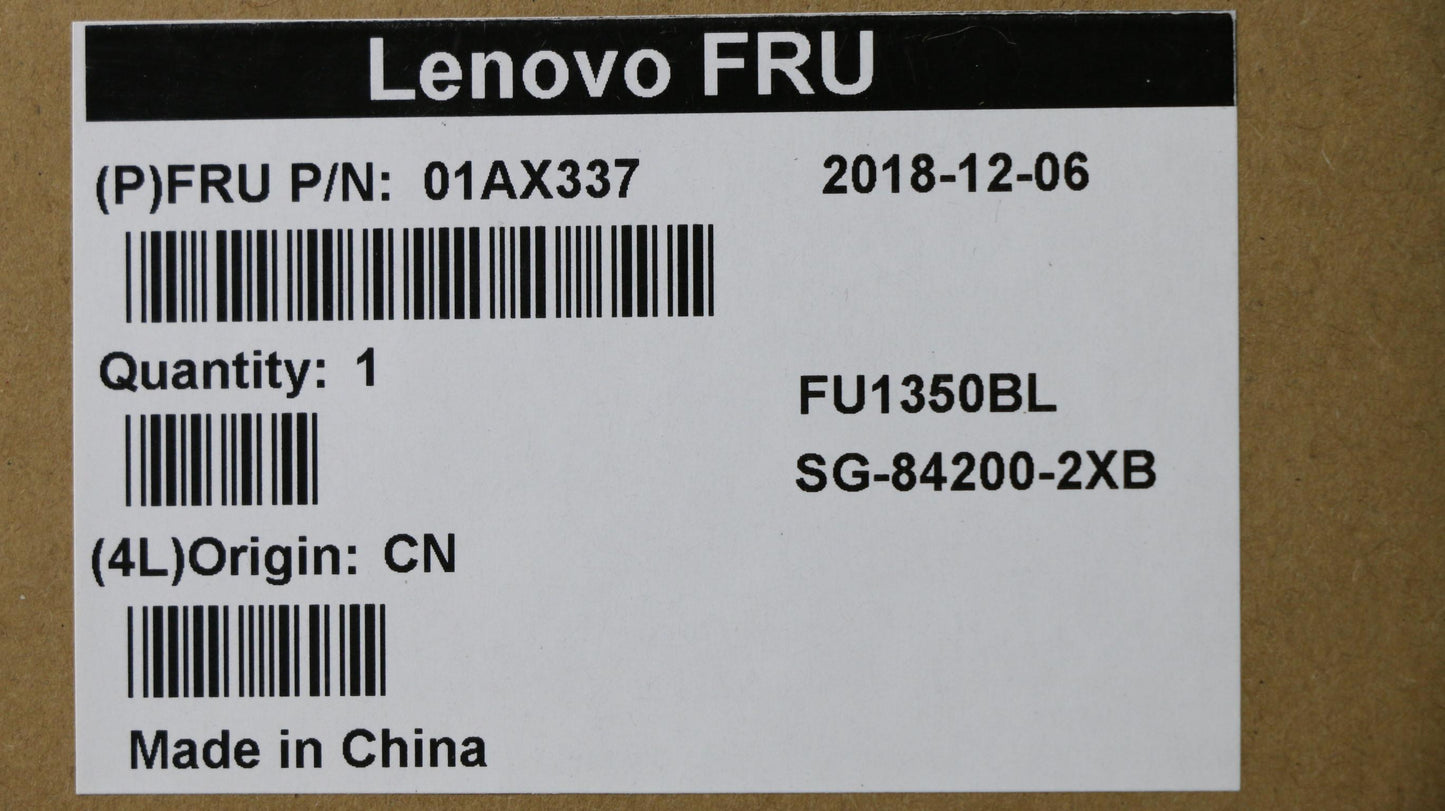 Lenovo FRU
(P)FRU P/N: 01AX337 2018-12-06
Quantity: 1
FU1350BL
SG-84200-2XB
(4L)Origin: CN
Made in China